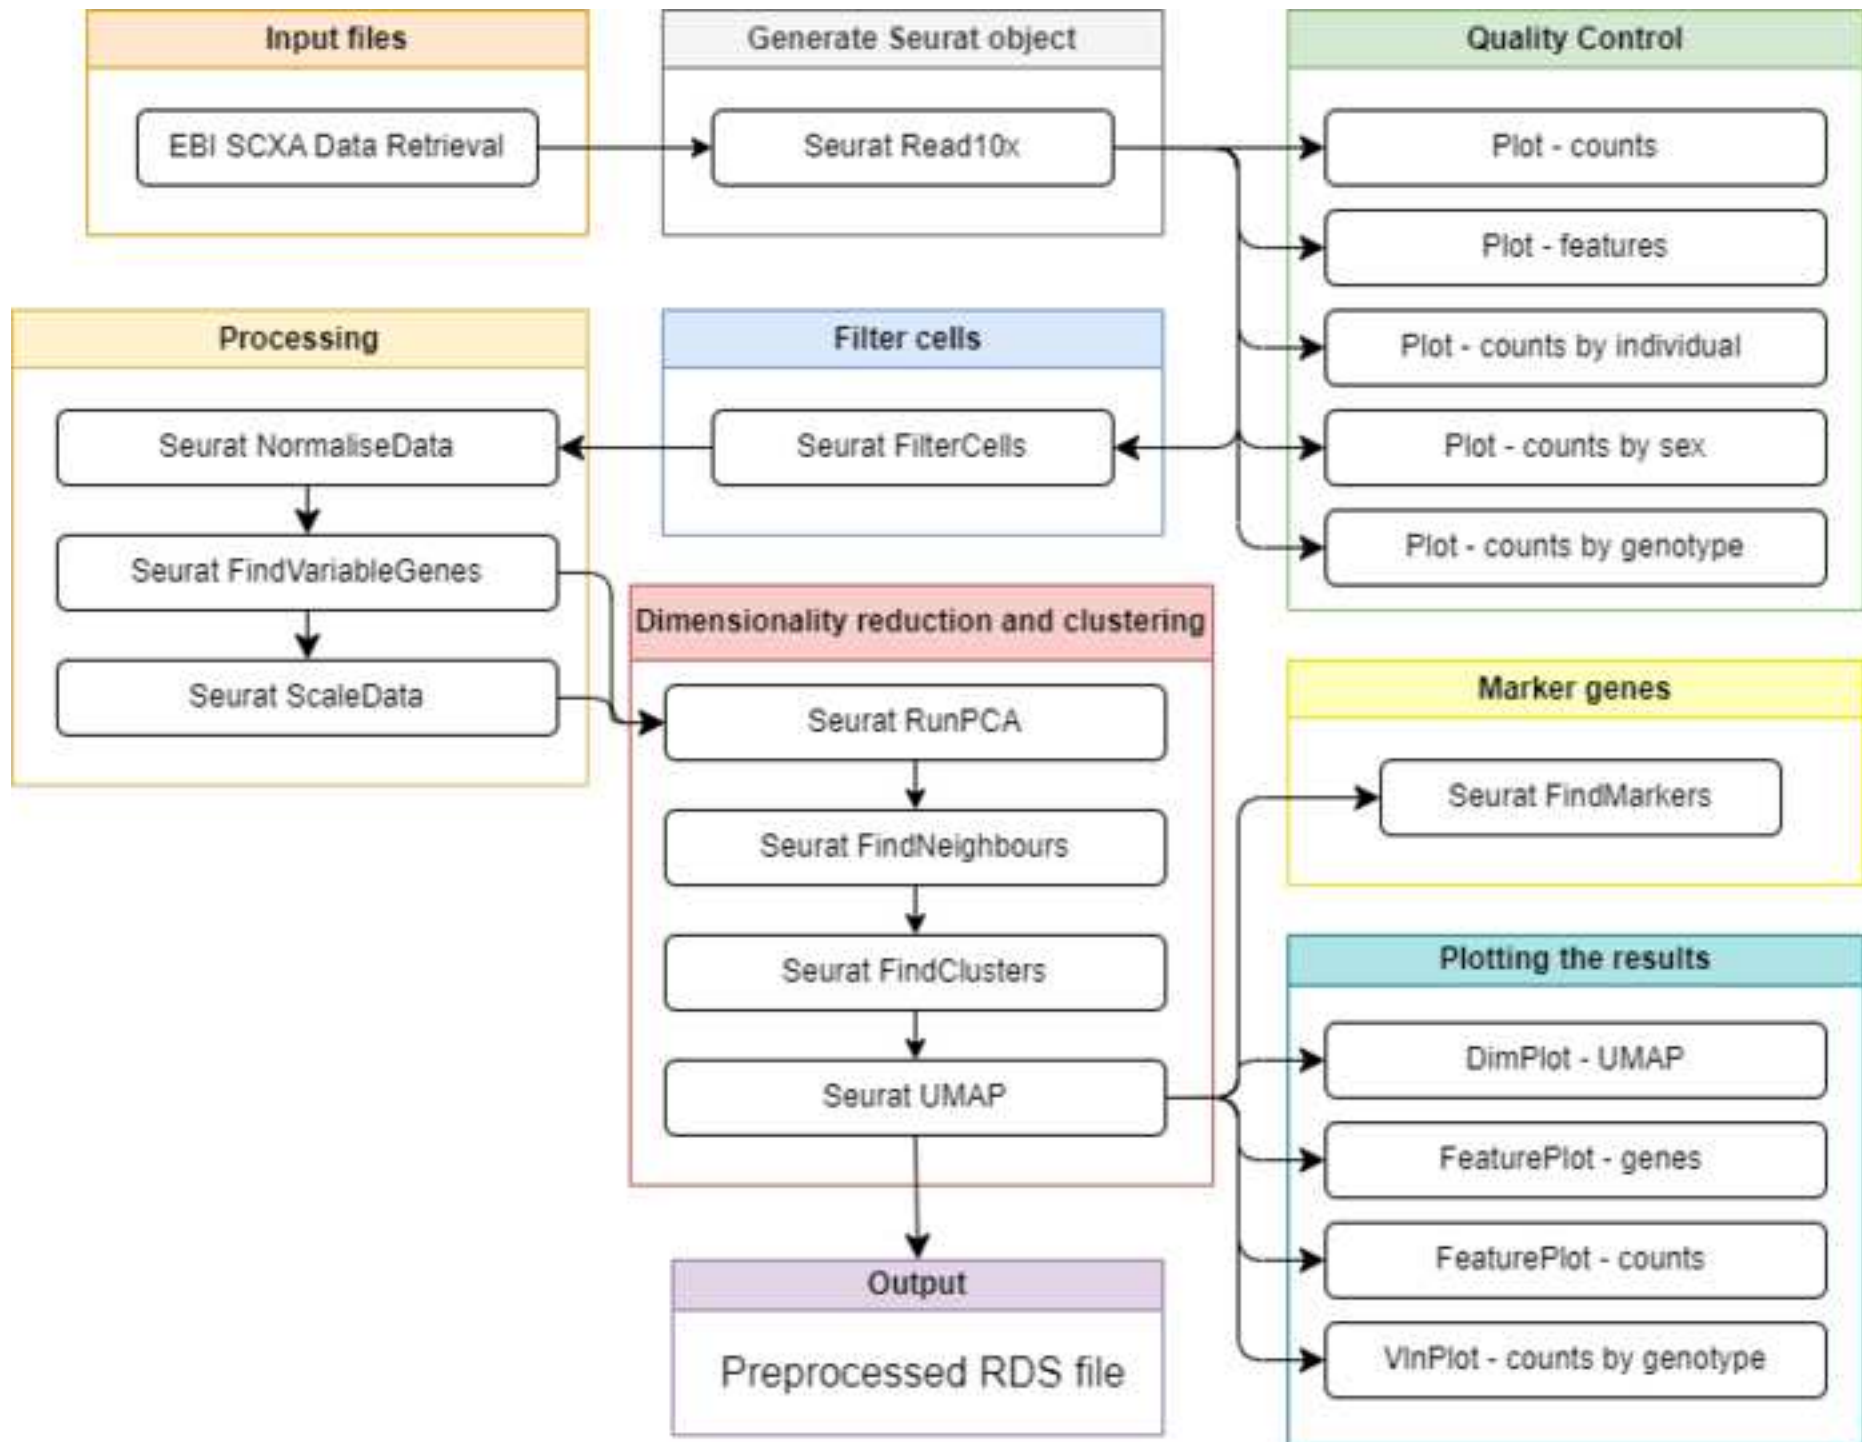 Input files
EBI SCXA Data Retrieval
Generate Seurat object
Seurat Read10x
Quality Control
Plot - counts
Plot - features
Plot - counts by individual
Plot - counts by sex
Plot - counts by genotype
Filter cells
Seurat FilterCells
Processing
Seurat NormaliseData
Seurat FindVariableGenes
Seurat ScaleData
Dimensionality reduction and clustering
Seurat RunPCA
Seurat FindNeighbours
Seurat FindClusters
Seurat UMAP
Marker genes
Seurat FindMarkers
Plotting the results
DimPlot - UMAP
FeaturePlot - genes
FeaturePlot - counts
VlnPlot - counts by genotype
Output
Preprocessed RDS file